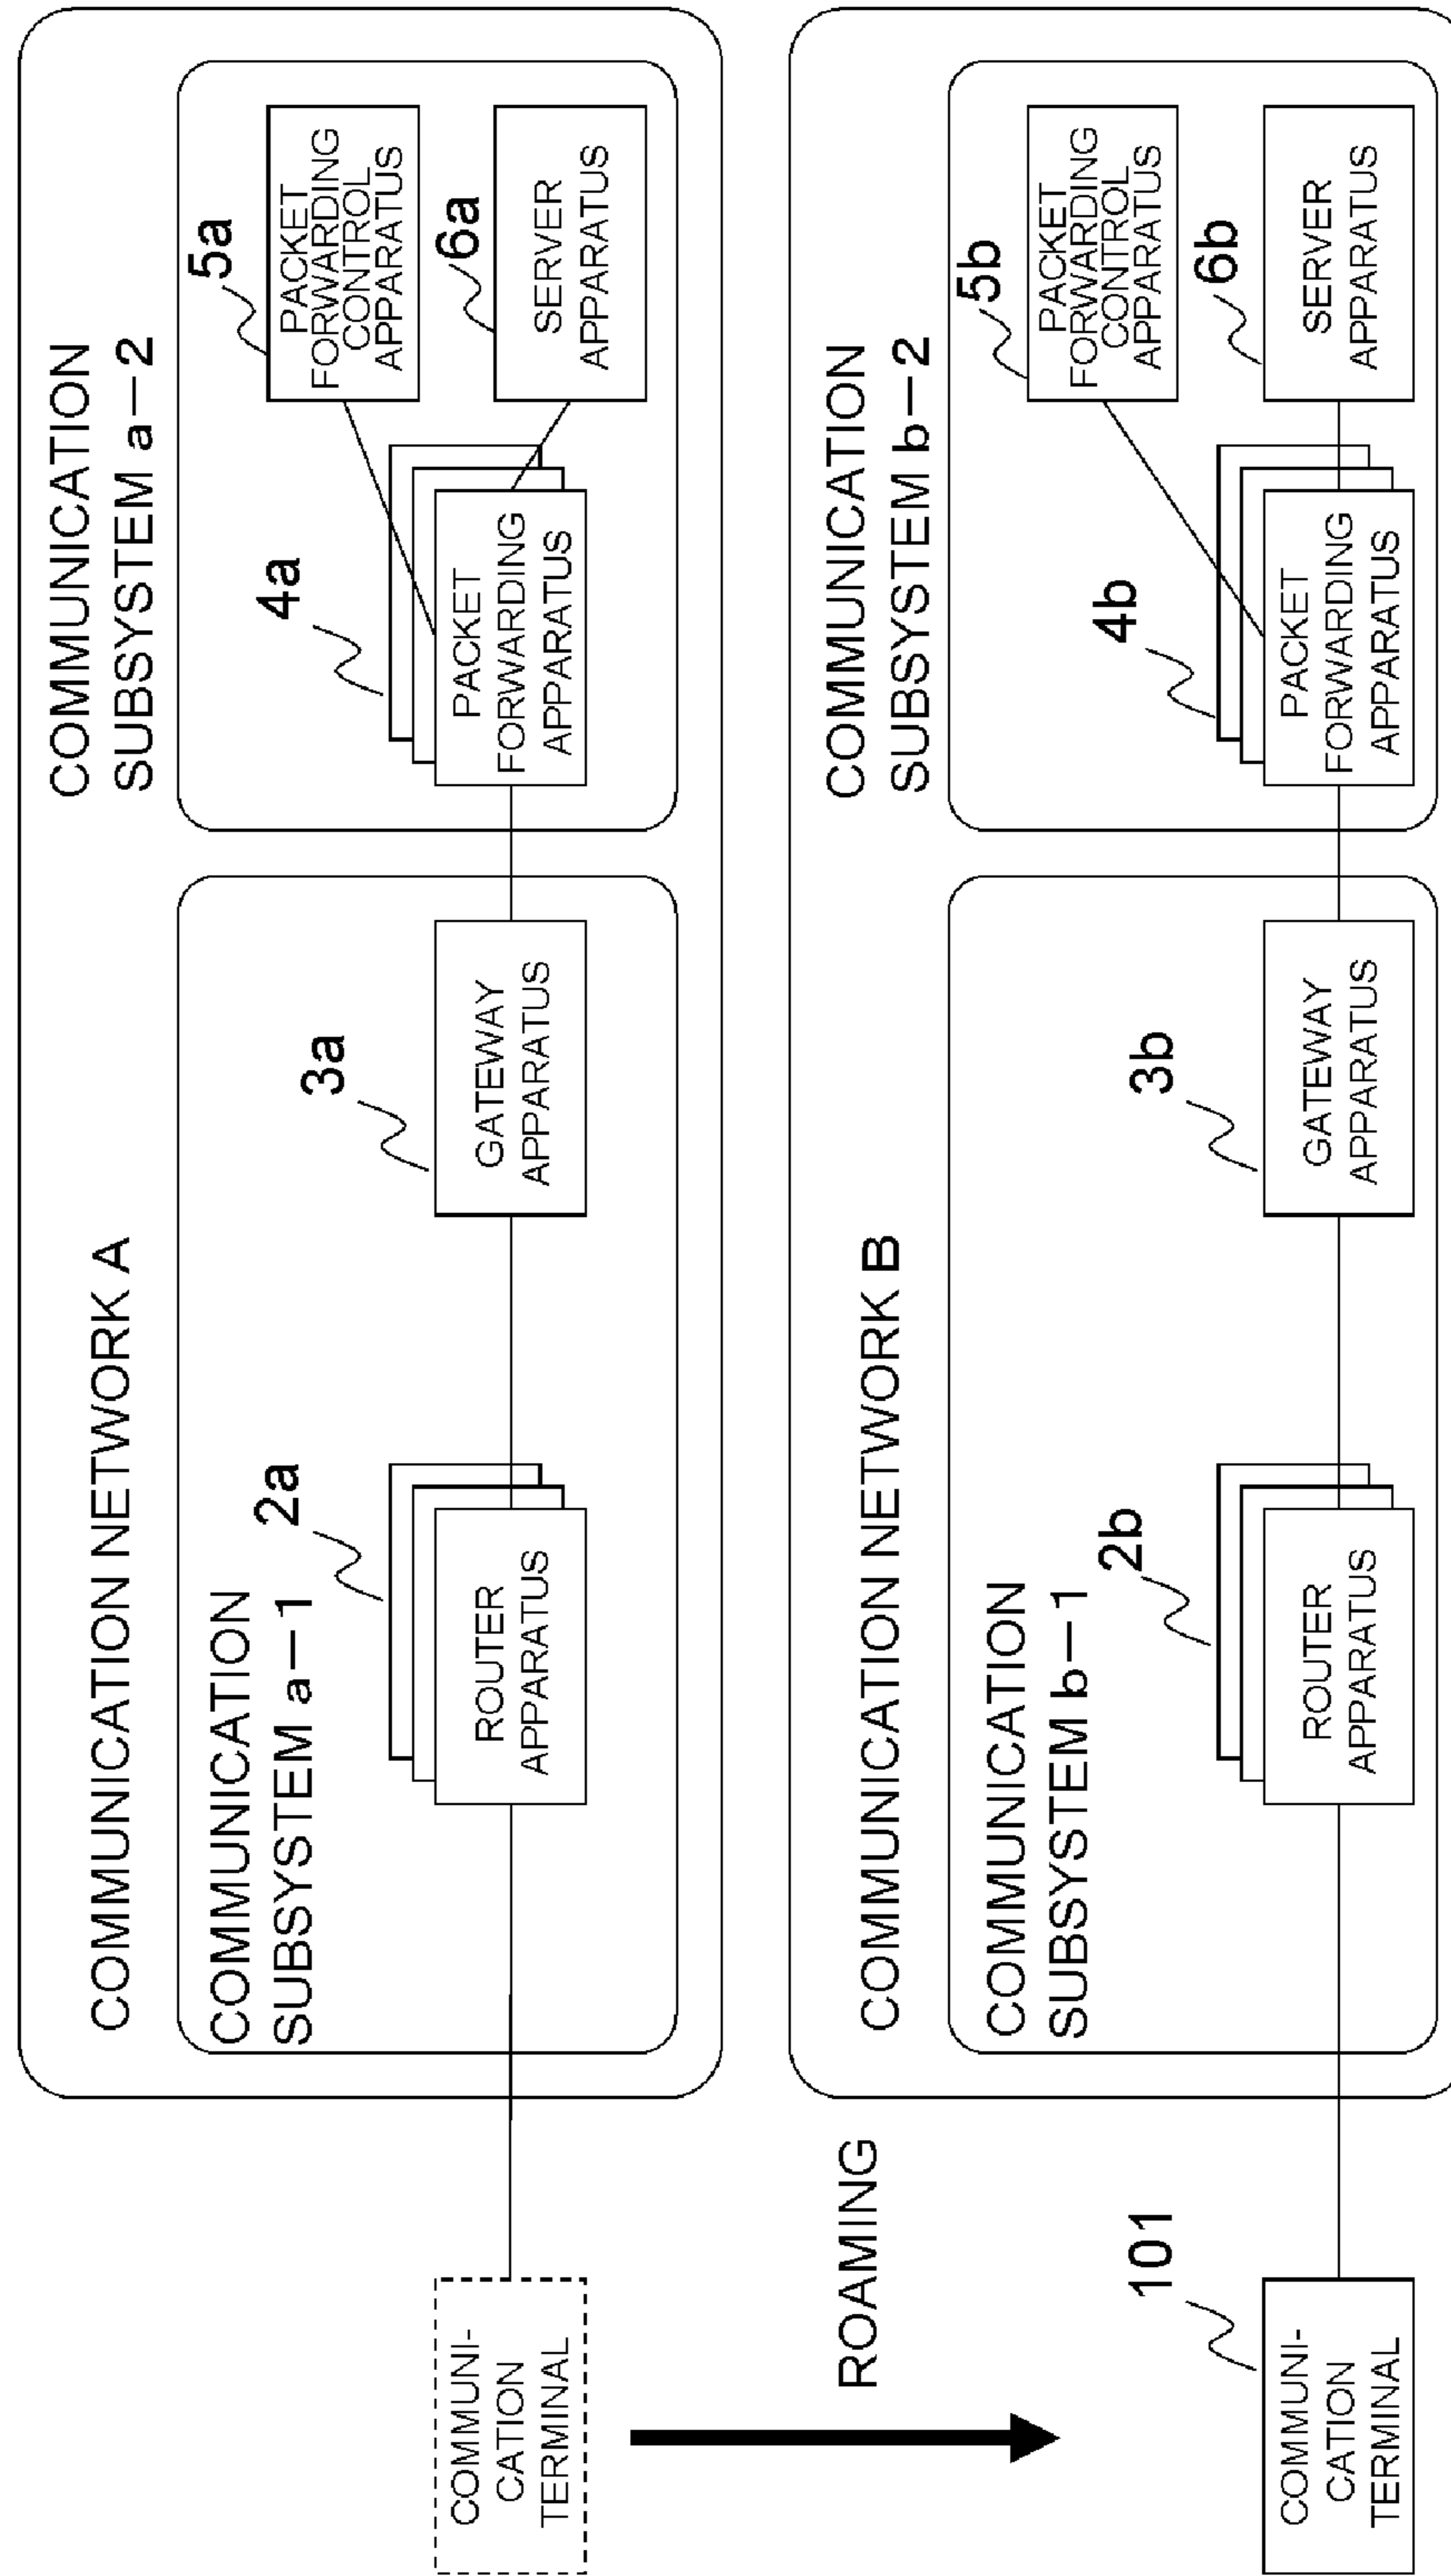 COMMUNICATION NETWORK A
COMMUNICATION
SUBSYSTEM a-2
COMMUNICATION
SUBSYSTEM a-1
2a
3a
4a
5a
6a
COMMUNI-
CATION
TERMINAL
ROUTER
APPARATUS
GATEWAY
APPARATUS
PACKET
FORWARDING
APPARATUS
PACKET
FORWARDING
CONTROL
APPARATUS
SERVER
APPARATUS
ROAMING
COMMUNICATION NETWORK B
COMMUNICATION
SUBSYSTEM b-2
COMMUNICATION
SUBSYSTEM b-1
101
2b
3b
4b
5b
6b
COMMUNI-
CATION
TERMINAL
ROUTER
APPARATUS
GATEWAY
APPARATUS
PACKET
FORWARDING
APPARATUS
PACKET
FORWARDING
CONTROL
APPARATUS
SERVER
APPARATUS